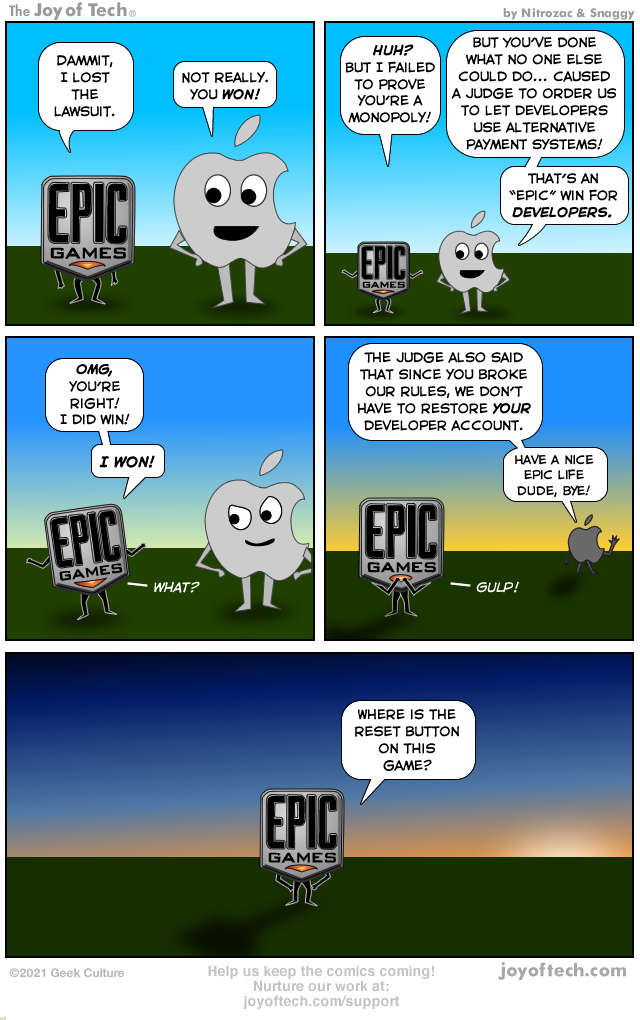 The Joy of Tech®
by Nitrozac & Snaggy
DAMMIT,
I LOST
THE
LAWSUIT.
NOT REALLY.
YOU WON!
EPIC
GAMES
HUH?
BUT I FAILED
TO PROVE
YOU'RE A
MONOPOLY!
BUT YOU'VE DONE
WHAT NO ONE ELSE
COULD DO... CAUSED
A JUDGE TO ORDER US
TO LET DEVELOPERS
USE ALTERNATIVE
PAYMENT SYSTEMS!
THAT'S AN
"EPIC" WIN FOR
DEVELOPERS.
EPIC
GAMES
OMG,
YOU'RE
RIGHT!
I DID WIN!
I WON!
EPIC
GAMES
WHAT?
THE JUDGE ALSO SAID
THAT SINCE YOU BROKE
OUR RULES, WE DON'T
HAVE TO RESTORE YOUR
DEVELOPER ACCOUNT.
HAVE A NICE
EPIC LIFE
DUDE, BYE!
EPIC
GAMES
GULP!
WHERE IS THE
RESET BUTTON
ON THIS
GAME?
EPIC
GAMES
©2021 Geek Culture
Help us keep the comics coming!
Nurture our work at:
joyoftech.com/support
joyoftech.com